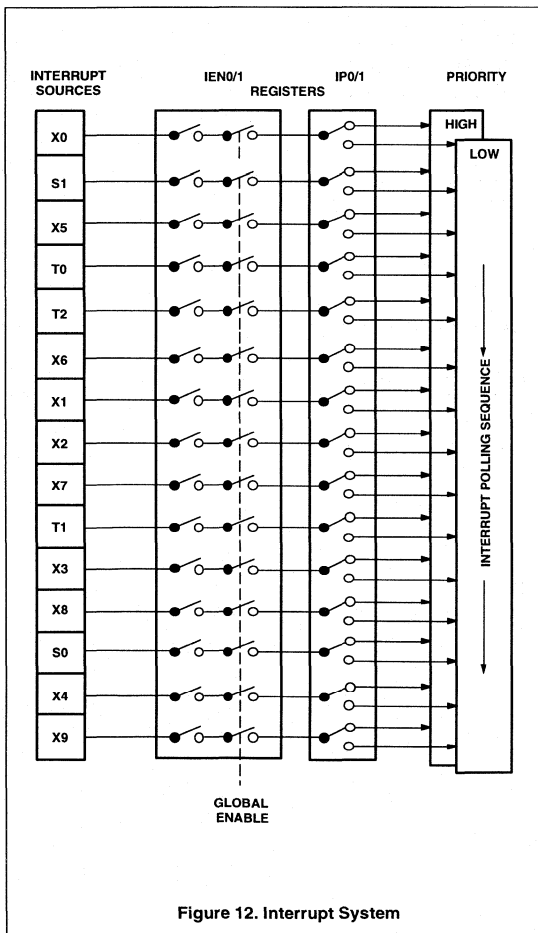 INTERRUPT
SOURCES
IEN0/1
REGISTERS
IP0/1
PRIORITY
HIGH
LOW
X0
S1
X5
T0
T2
X6
X1
X2
X7
T1
X3
X8
S0
X4
X9
INTERRUPT POLLING SEQUENCE
GLOBAL
ENABLE
Figure 12. Interrupt System